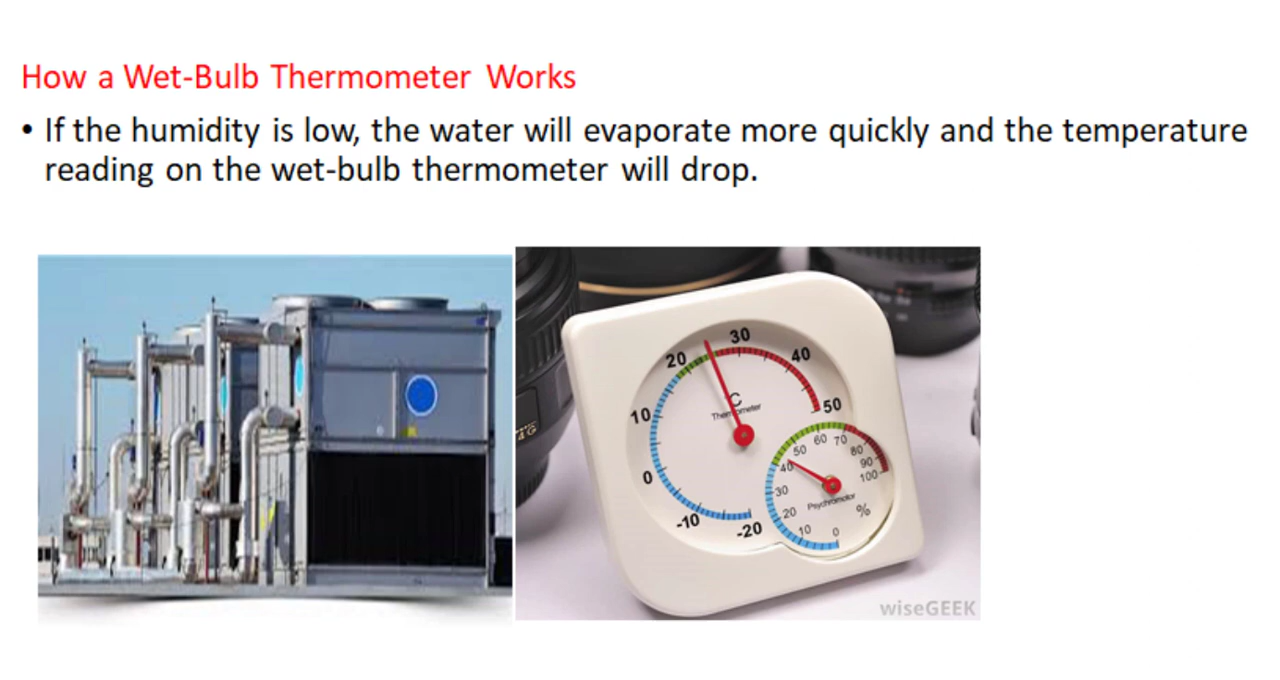 How a Wet-Bulb Thermometer Works
• If the humidity is low, the water will evaporate more quickly and the temperature
reading on the wet-bulb thermometer will drop.
30
20
40
°C
Thermometer
10
50
0
-10
-20
60
70
50
80
40
90
30
100
Psychromotor
20
%
10
0
4G
wiseGEEK